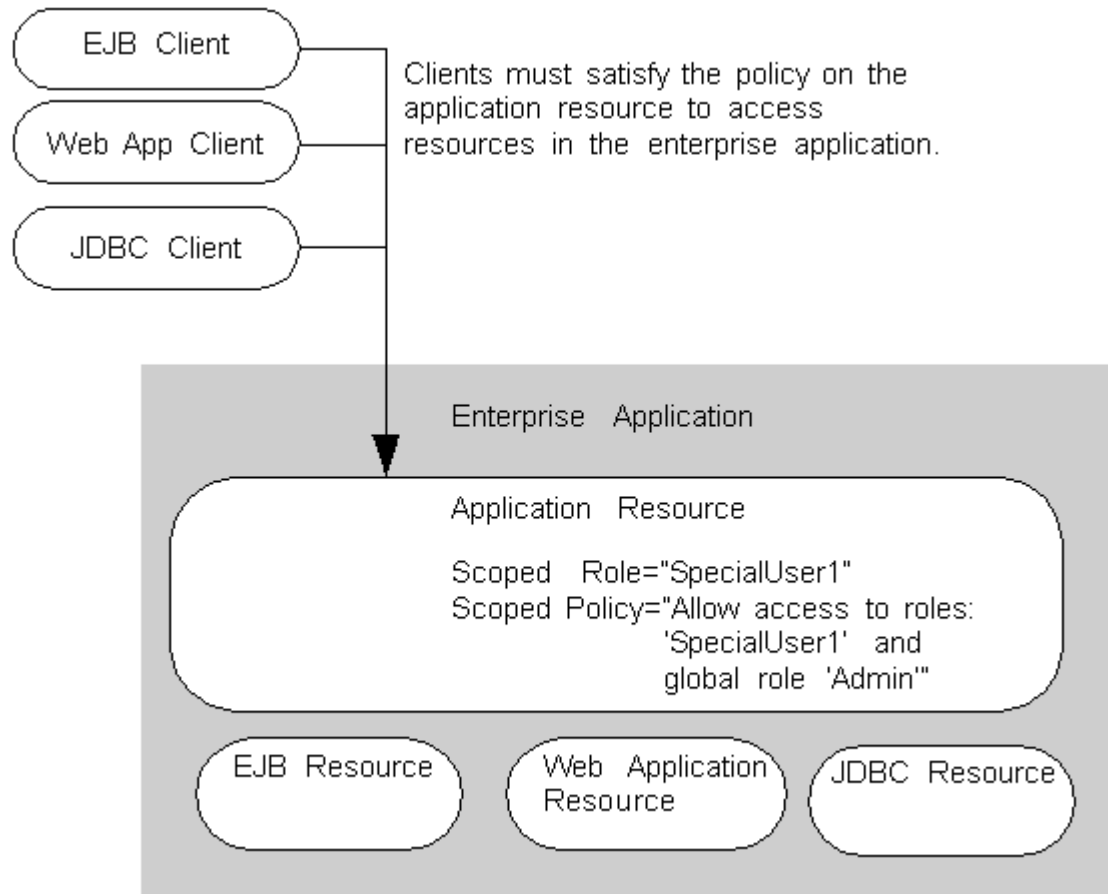 EJB Client
Web App Client
JDBC Client
Clients must satisfy the policy on the
application resource to access
resources in the enterprise application.
Enterprise Application
Application Resource
Scoped Role="SpecialUser1"
Scoped Policy="Allow access to roles:
'SpecialUser1' and
global role 'Admin'"
EJB Resource
Web Application
Resource
JDBC Resource